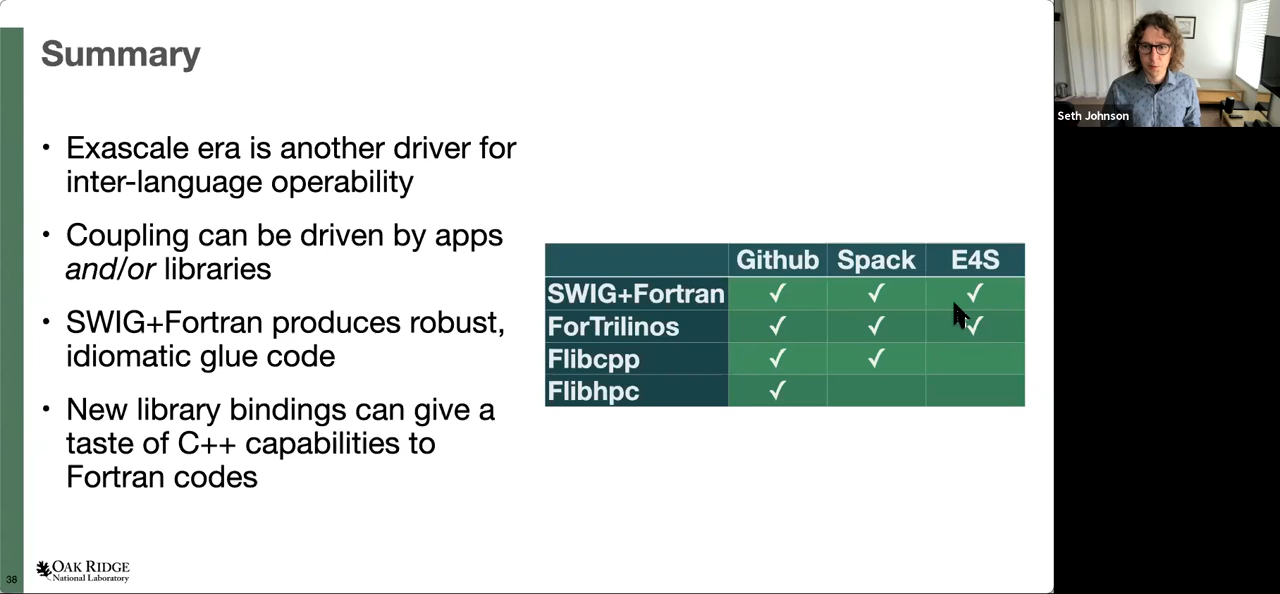 Summary
• Exascale era is another driver for
inter-language operability
• Coupling can be driven by apps
and/or libraries
• SWIG+Fortran produces robust,
idiomatic glue code
• New library bindings can give a
taste of C++ capabilities to
Fortran codes
Github Spack E4S
SWIG+Fortran ✓ ✓ ✓
ForTrilinos ✓ ✓ ✓
Flibcpp ✓ ✓
Flibhpc ✓
38
OAK RIDGE
National Laboratory
Seth Johnson